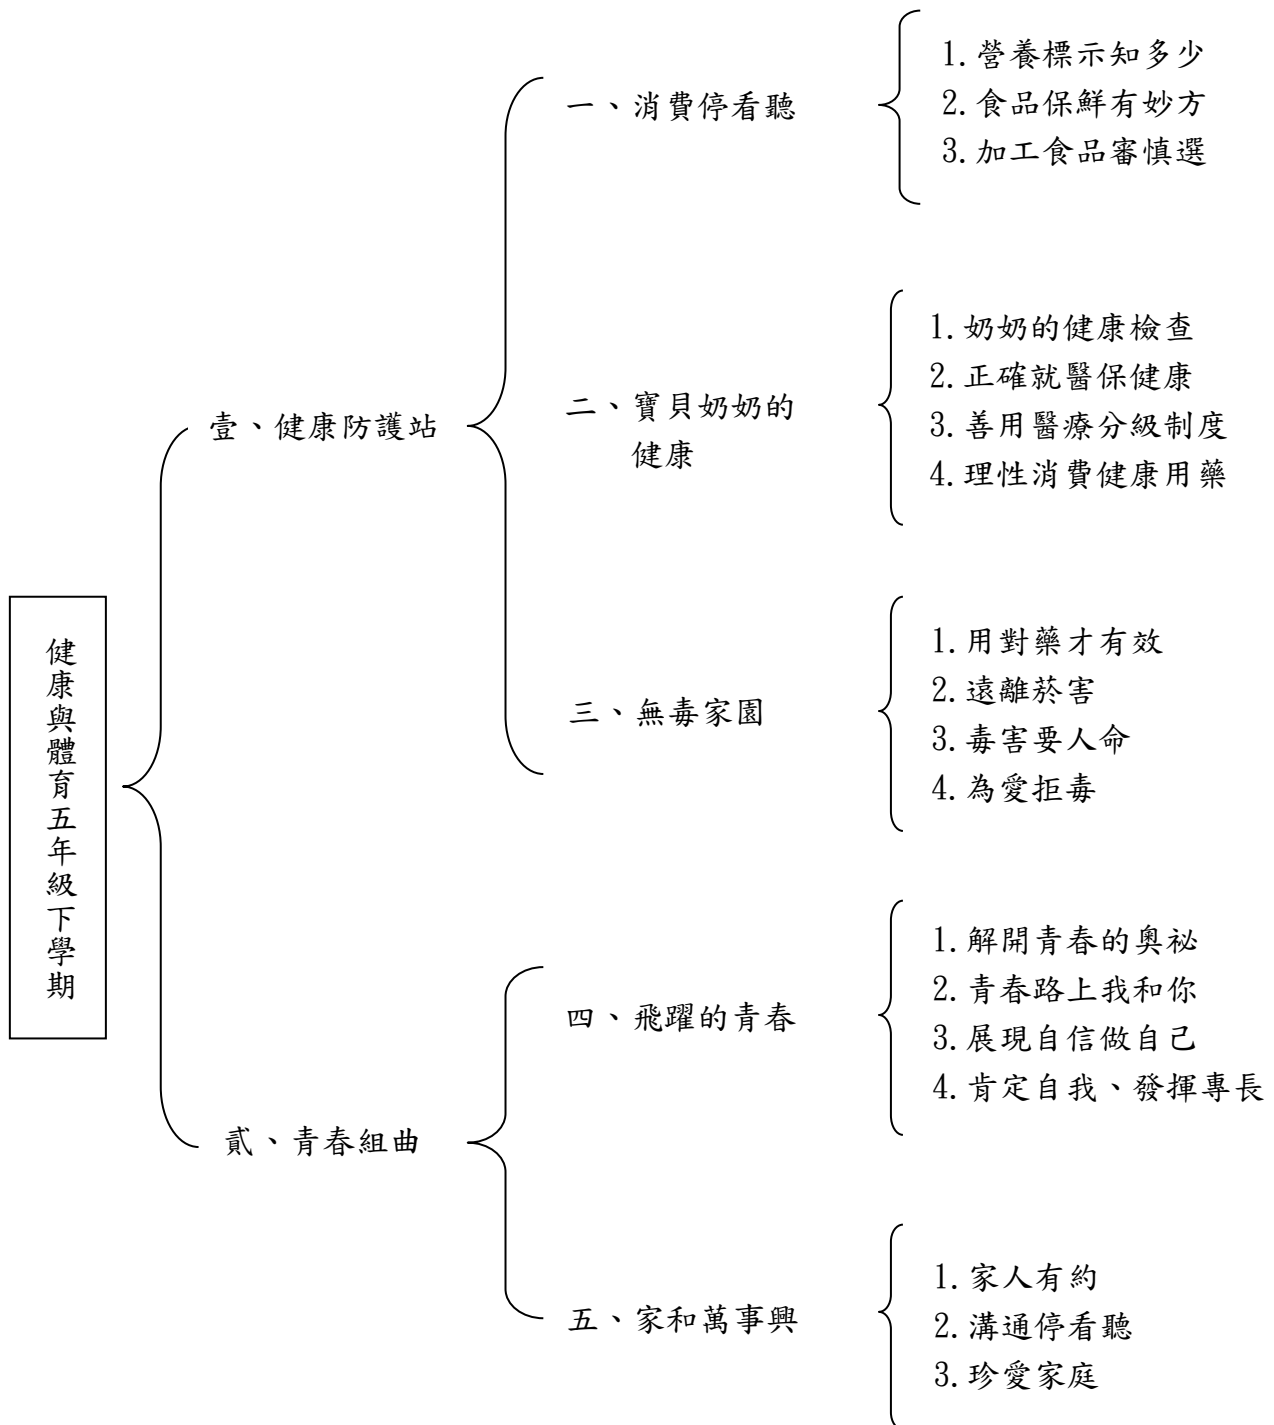 健康與體育五年級下學期
壹、健康防護站
一、消費停看聽
1.營養標示知多少
2.食品保鮮有妙方
3.加工食品審慎選
二、寶貝奶奶的
健康
1.奶奶的健康檢查
2.正確就醫保健康
3.善用醫療分級制度
4.理性消費健康用藥
三、無毒家園
1.用對藥才有效
2.遠離菸害
3.毒害要人命
4.為愛拒毒
貳、青春組曲
四、飛躍的青春
1.解開青春的奧祕
2.青春路上我和你
3.展現自信做自己
4.肯定自我、發揮專長
五、家和萬事興
1.家人有約
2.溝通停看聽
3.珍愛家庭